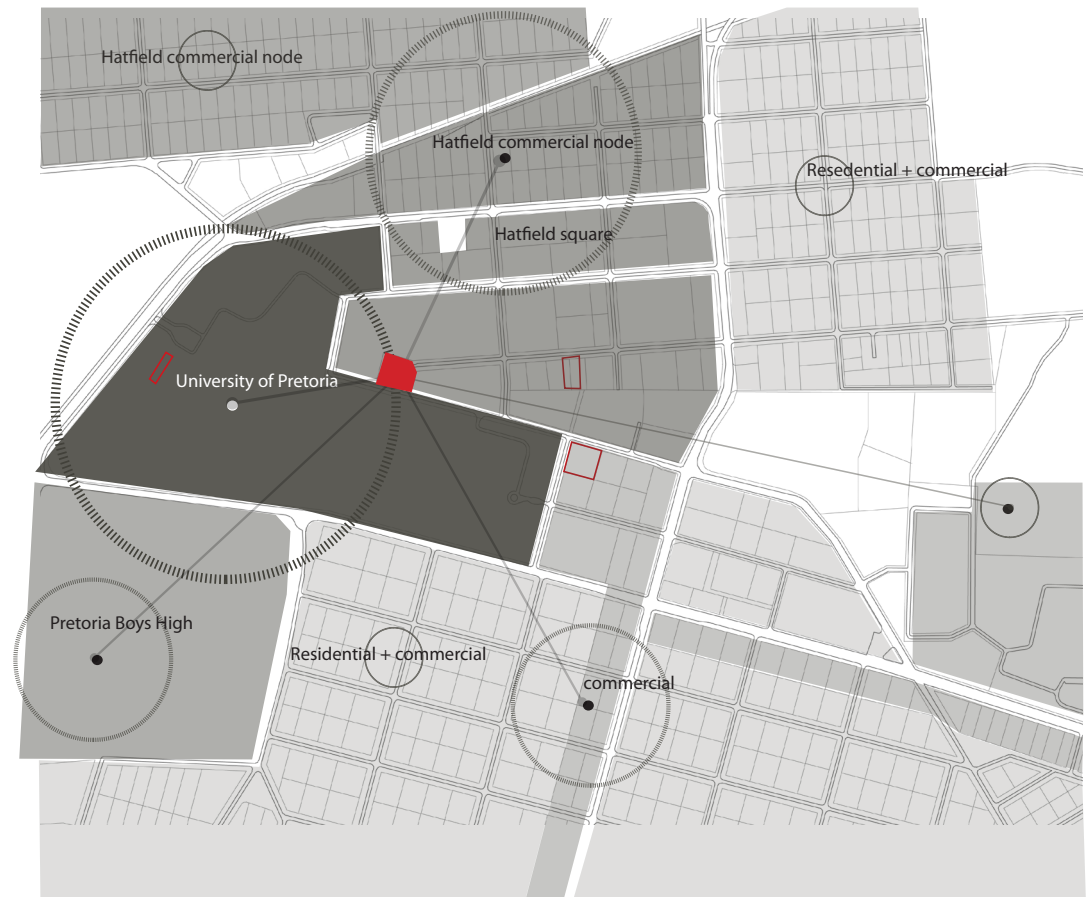 Hatfield commercial node
Hatfield commercial node
Resedential + commercial
Hatfield square
University of Pretoria
Pretoria Boys High
Residential + commercial
commercial